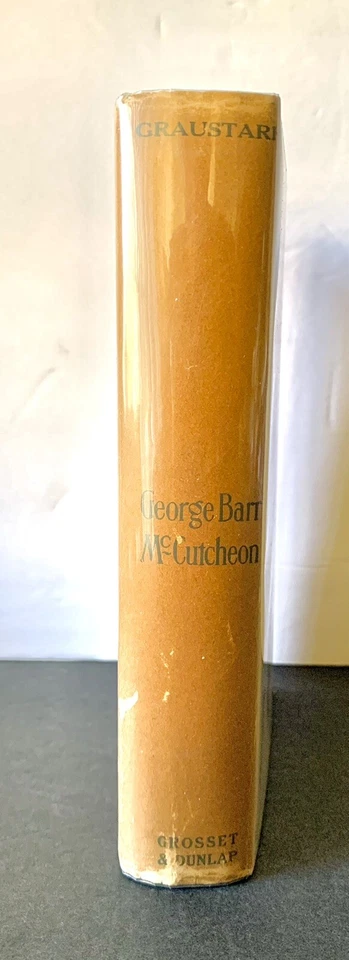 GRAUSTARK
George Barr
McCutcheon
GROSSET
& DUNLAP